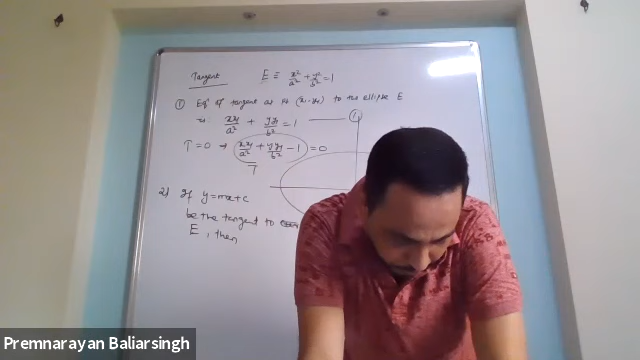 Tangent E ≡ x²/a² + y²/b² = 1
① Eqⁿ of tangent at pt (x₁, y₁) to the ellipse E
is xx₁/a² + yy₁/b² = 1 —— ①
T = 0 → xx₁/a² + yy₁/b² - 1 = 0
T
2) If y = mx + c
be the tangent to
E, then
Premnarayan Baliarsingh